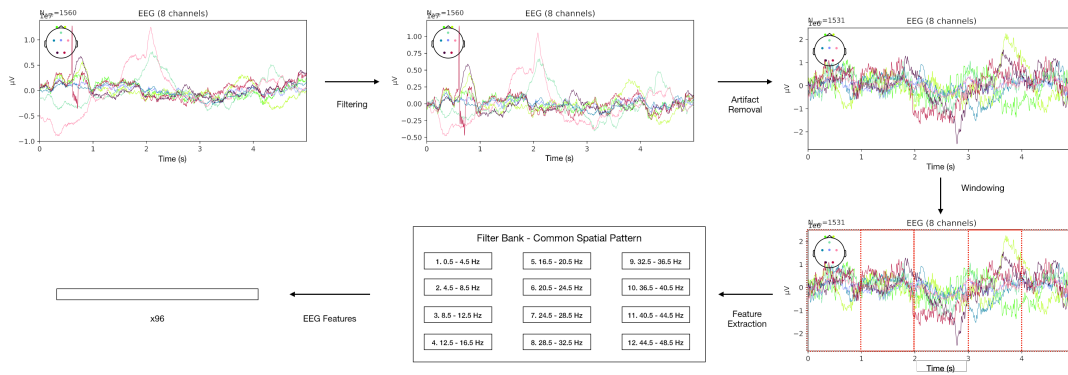 EEG (8 channels)
N =1560
1e7
μV
1.0
0.5
0.0
−0.5
−1.0
0
1
2
3
4
Time (s)
Filtering
EEG (8 channels)
N =1560
1e7
μV
1.00
0.75
0.50
0.25
0.00
−0.25
−0.50
0
1
2
3
4
Time (s)
Artifact
Removal
EEG (8 channels)
N =1531
1e6
μV
2
1
0
−1
−2
0
1
2
3
4
5
Time (s)
Windowing
EEG (8 channels)
N =1531
1e6
μV
2
1
0
−1
−2
0
1
2
3
4
5
Time (s)
Feature
Extraction
Filter Bank - Common Spatial Pattern
1. 0.5 - 4.5 Hz
5. 16.5 - 20.5 Hz
9. 32.5 - 36.5 Hz
2. 4.5 - 8.5 Hz
6. 20.5 - 24.5 Hz
10. 36.5 - 40.5 Hz
3. 8.5 - 12.5 Hz
7. 24.5 - 28.5 Hz
11. 40.5 - 44.5 Hz
4. 12.5 - 16.5 Hz
8. 28.5 - 32.5 Hz
12. 44.5 - 48.5 Hz
EEG Features
x96